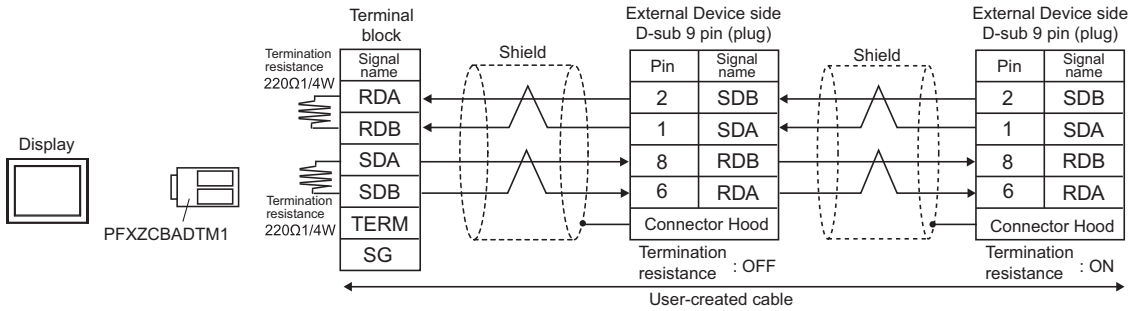 Display
PFXZCBADTM1
Termination
resistance
220Ω1/4W
Termination
resistance
220Ω1/4W
Terminal
block
Signal
name
RDA
RDB
SDA
SDB
TERM
SG
Shield
External Device side
D-sub 9 pin (plug)
Pin Signal
name
2 SDB
1 SDA
8 RDB
6 RDA
Connector Hood
Termination
resistance : OFF
Shield
External Device side
D-sub 9 pin (plug)
Pin Signal
name
2 SDB
1 SDA
8 RDB
6 RDA
Connector Hood
Termination
resistance : ON
User-created cable